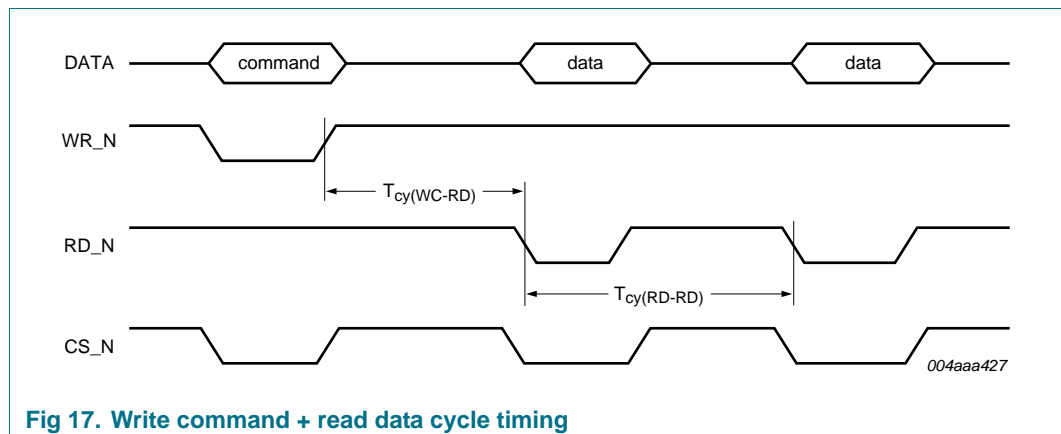 DATA
command
data
data
WR_N
Tcy(WC-RD)
RD_N
Tcy(RD-RD)
CS_N
004aaa427
Fig 17. Write command + read data cycle timing